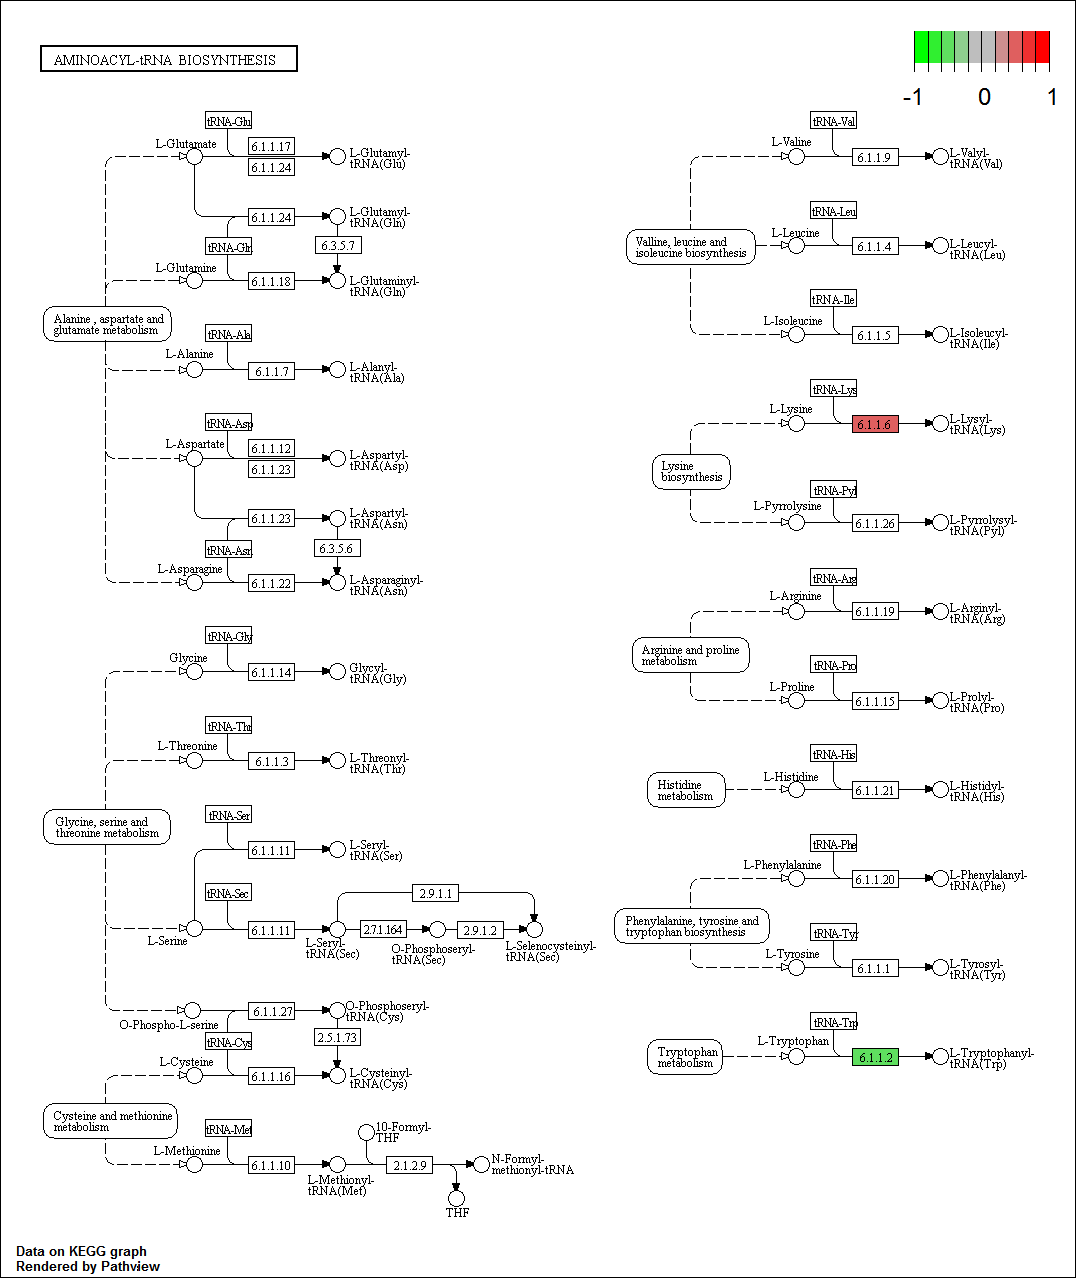 AMINOACYL-tRNA BIOSYNTHESIS
-1
0
1
tRNA-Glu
L-Glutamate
6.1.1.17
6.1.1.24
L-Glutamyl-
tRNA(Glu)
6.1.1.24
L-Glutamyl-
tRNA(Gln)
tRNA-Gln
6.3.5.7
L-Glutamine
6.1.1.18
L-Glutaminyl-
tRNA(Gln)
Alanine , aspartate and
glutamate metabolism
tRNA-Ala
L-Alanine
6.1.1.7
L-Alanyl-
tRNA(Ala)
tRNA-Asp
L-Aspartate
6.1.1.12
6.1.1.23
L-Aspartyl-
tRNA(Asp)
6.1.1.23
L-Aspartyl-
tRNA(Asn)
tRNA-Asn
6.3.5.6
L-Asparagine
6.1.1.22
L-Asparaginyl-
tRNA(Asn)
tRNA-Gly
Glycine
6.1.1.14
Glycyl-
tRNA(Gly)
tRNA-Thr
L-Threonine
6.1.1.3
L-Threonyl-
tRNA(Thr)
Glycine, serine and
threonine metabolism
tRNA-Ser
6.1.1.11
L-Seryl-
tRNA(Ser)
tRNA-Sec
L-Serine
6.1.1.11
L-Seryl-
tRNA(Sec)
2.9.1.1
2.7.1.164
O-Phosphoseryl-
tRNA(Sec)
2.9.1.2
L-Selenocysteinyl-
tRNA(Sec)
O-Phospho-L-serine
6.1.1.27
O-Phosphoseryl-
tRNA(Cys)
tRNA-Cys
2.5.1.73
L-Cysteine
6.1.1.16
L-Cysteinyl-
tRNA(Cys)
Cysteine and methionine
metabolism
tRNA-Met
L-Methionine
6.1.1.10
L-Methionyl-
tRNA(Met)
10-Formyl-
THF
2.1.2.9
N-Formyl-
methionyl-tRNA
THF
tRNA-Val
L-Valine
6.1.1.9
L-Valyl-
tRNA(Val)
Valline, leucine and
isoleucine biosynthesis
tRNA-Leu
L-Leucine
6.1.1.4
L-Leucyl-
tRNA(Leu)
tRNA-Ile
L-Isoleucine
6.1.1.5
L-Isoleucyl-
tRNA(Ile)
tRNA-Lys
L-Lysine
6.1.1.6
L-Lysyl-
tRNA(Lys)
Lysine
biosynthesis
tRNA-Pyl
L-Pyrrolysine
6.1.1.26
L-Pyrrolysyl-
tRNA(Pyl)
tRNA-Arg
L-Arginine
6.1.1.19
L-Arginyl-
tRNA(Arg)
Arginine and proline
metabolism
tRNA-Pro
L-Proline
6.1.1.15
L-Prolyl-
tRNA(Pro)
tRNA-His
Histidine
metabolism
L-Histidine
6.1.1.21
L-Histidyl-
tRNA(His)
tRNA-Phe
L-Phenylalanine
6.1.1.20
L-Phenylalanyl-
tRNA(Phe)
Phenylalanine, tyrosine and
tryptophan biosynthesis
tRNA-Tyr
L-Tyrosine
6.1.1.1
L-Tyrosyl-
tRNA(Tyr)
tRNA-Trp
Tryptophan
metabolism
L-Tryptophan
6.1.1.2
L-Tryptophanyl-
tRNA(Trp)
Data on KEGG graph
Rendered by Pathview